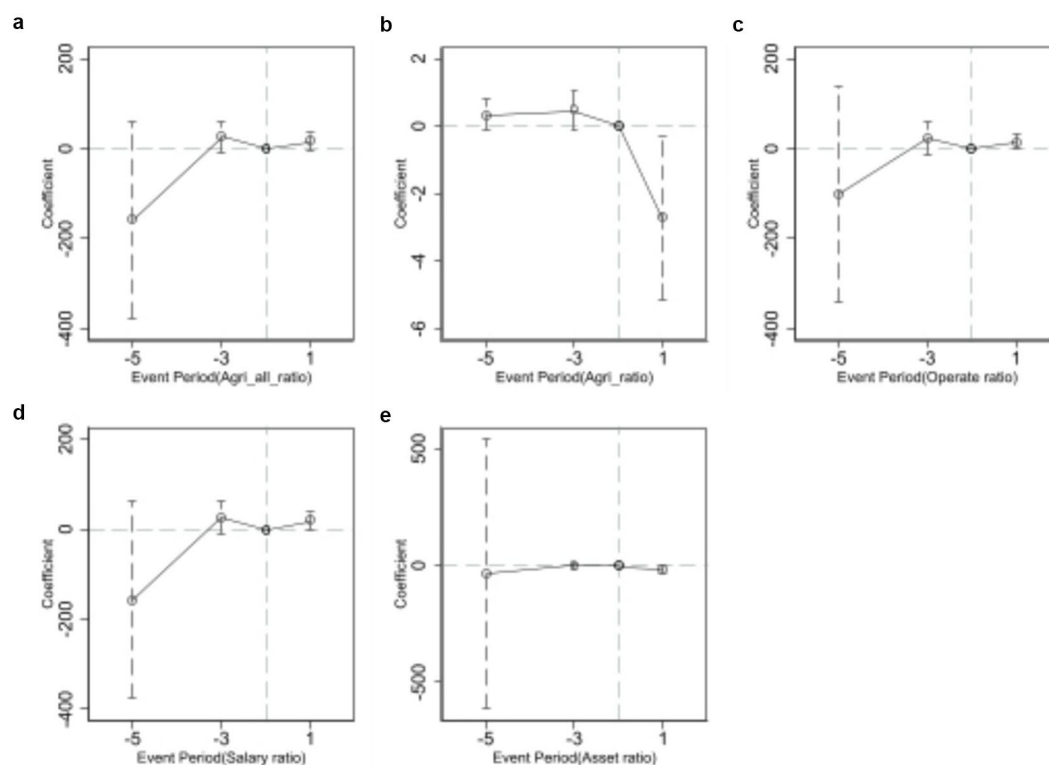 a
200
0
-200
-400
Coefficient
-5 -3 1
Event Period(Agri_all_ratio)
b
2
0
-2
-4
-6
Coefficient
-5 -3 1
Event Period(Agri_ratio)
c
200
0
-200
-400
Coefficient
-5 -3 1
Event Period(Operate ratio)
d
200
0
-200
-400
Coefficient
-5 -3 1
Event Period(Salary ratio)
e
500
0
-500
Coefficient
-5 -3 1
Event Period(Asset ratio)